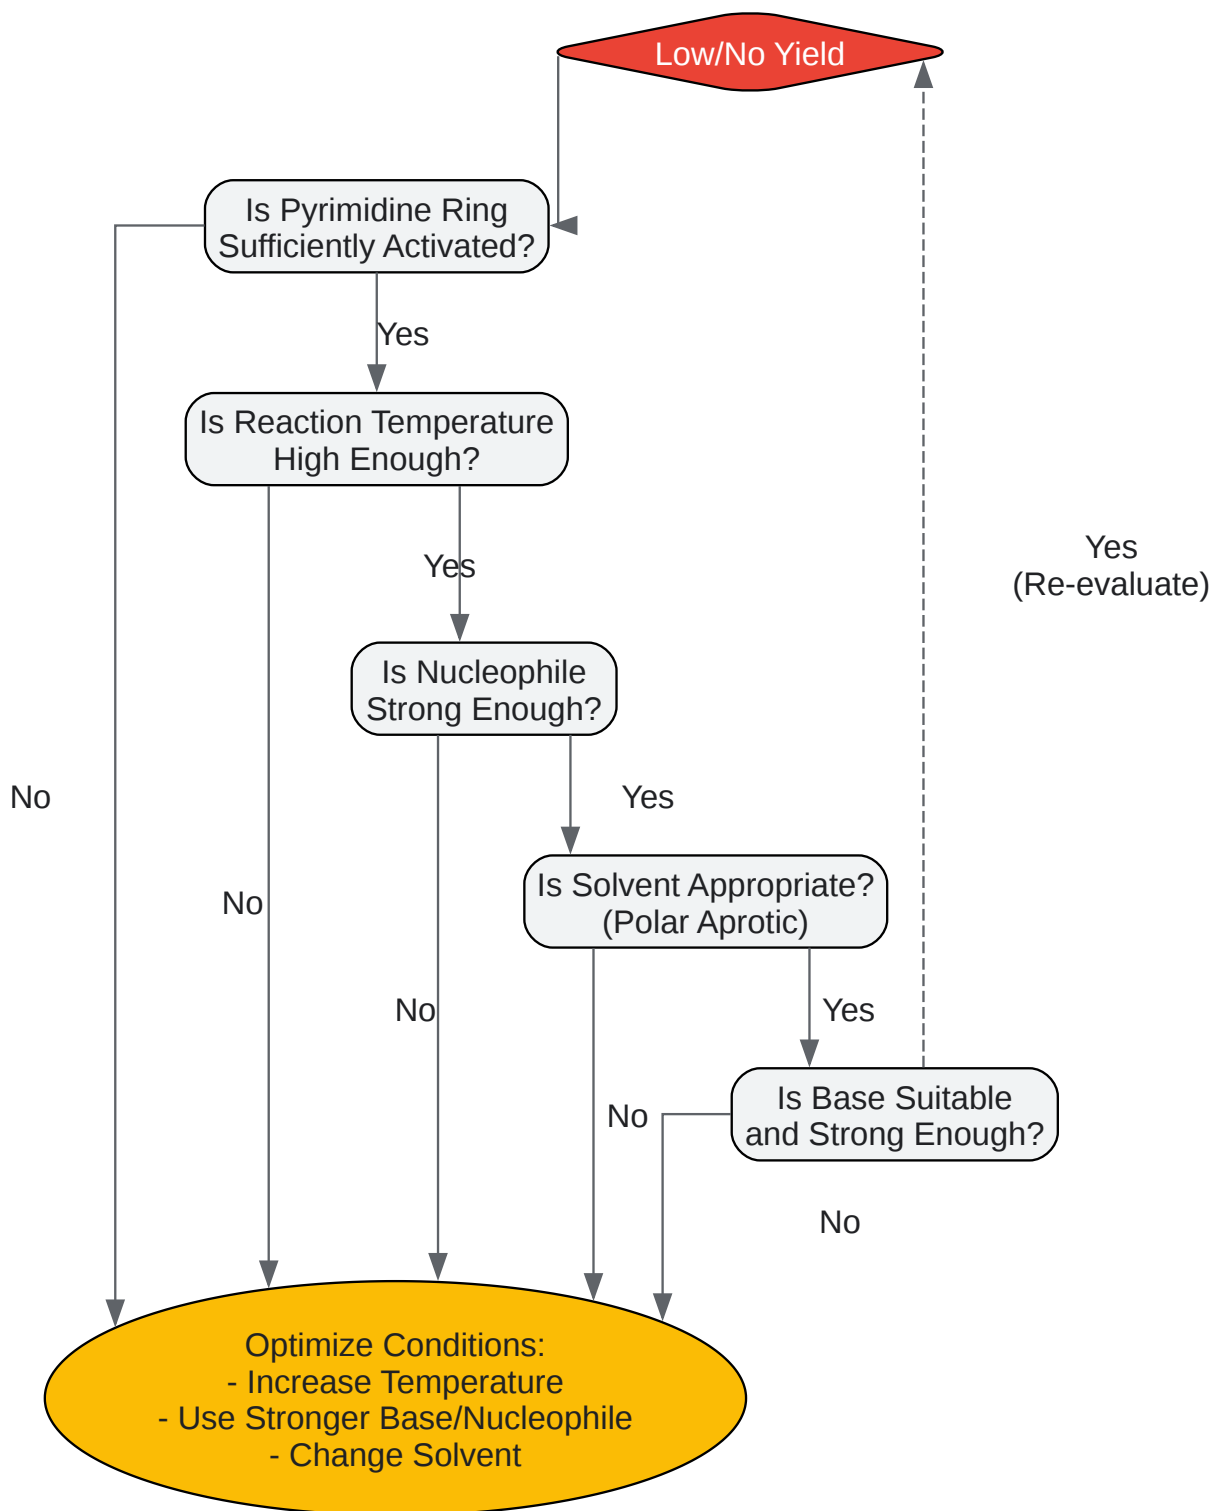 Low/No Yield
Is Pyrimidine Ring
Sufficiently Activated?
Yes
Is Reaction Temperature
High Enough?
Yes
(Re-evaluate)
Yes
Is Nucleophile
Strong Enough?
No
Yes
No
Is Solvent Appropriate?
(Polar Aprotic)
No
Yes
Is Base Suitable
and Strong Enough?
No
No
Optimize Conditions:
- Increase Temperature
- Use Stronger Base/Nucleophile
- Change Solvent